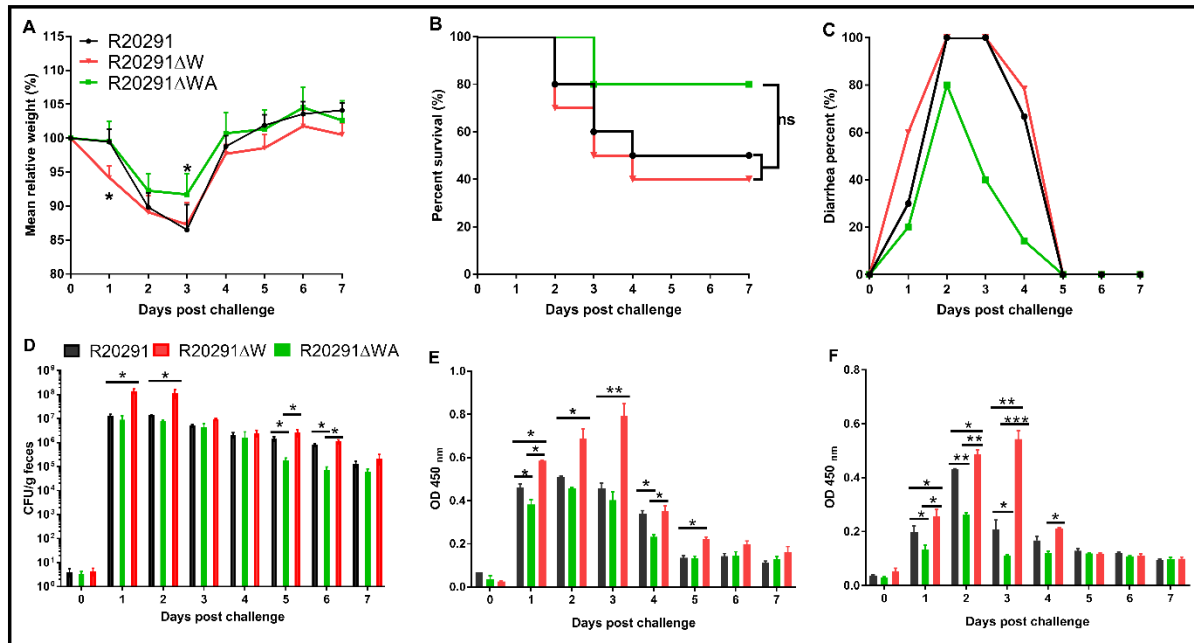 A
R20291
R20291ΔW
R20291ΔWA
Mean relative weight (%)
115
110
105
100
95
90
85
80
*
*
0 1 2 3 4 5 6 7
Days post challenge
B
Percent survival (%)
100
80
60
40
20
0
ns
0 1 2 3 4 5 6 7
Days post challenge
C
Diarrhea percent (%)
100
80
60
40
20
0
0 1 2 3 4 5 6 7
Days post challenge
D
R20291 R20291ΔW R20291ΔWA
CFU/g feces
10⁹
10⁸
10⁷
10⁶
10⁵
10⁴
10³
10²
10¹
10⁰
* * * * * *
0 1 2 3 4 5 6 7
Days post challenge
E
OD 450 nm
1.0
0.8
0.6
0.4
0.2
0.0
* * * * ** * * *
0 1 2 3 4 5 6 7
Days post challenge
F
OD 450 nm
0.8
0.6
0.4
0.2
0.0
* * * * ** ** ** *** * *
0 1 2 3 4 5 6 7
Days post challenge